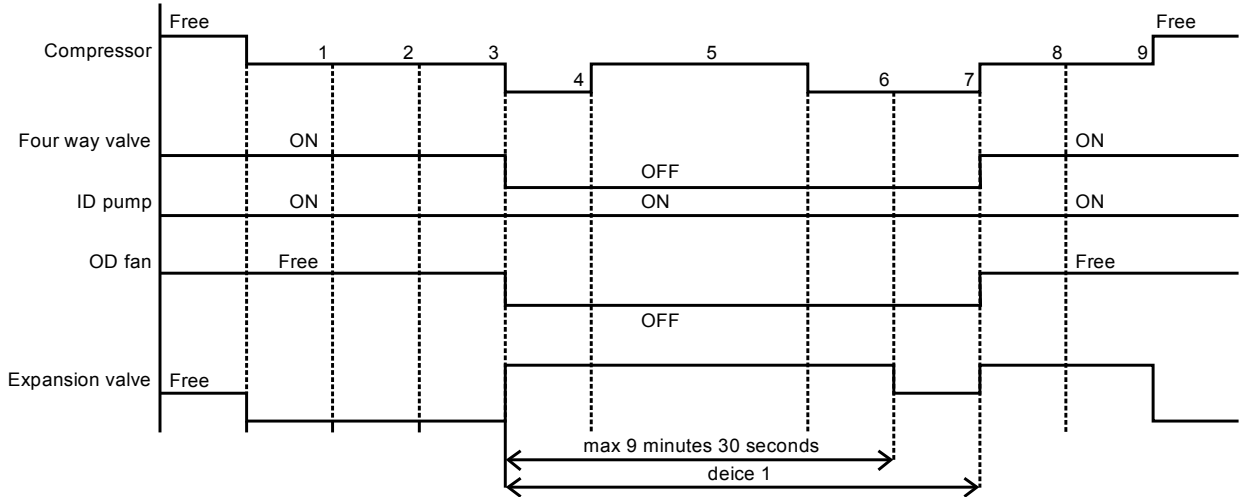 Free Free
Compressor 1 2 3 4 5 6 7 8 9
Four way valve ON OFF ON
ID pump ON ON ON
OD fan Free OFF Free
Expansion valve Free
max 9 minutes 30 seconds
deice 1